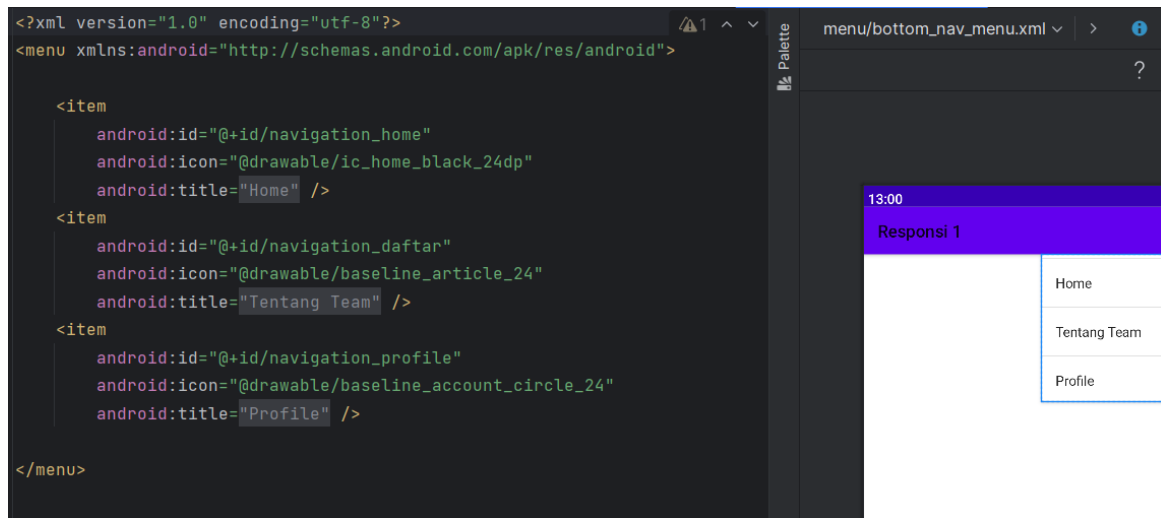 <?xml version="1.0" encoding="utf-8"?>
1
<menu xmlns:android="http://schemas.android.com/apk/res/android">
<item
android:id="@+id/navigation_home"
android:icon="@drawable/ic_home_black_24dp"
android:title="Home" />
<item
android:id="@+id/navigation_daftar"
android:icon="@drawable/baseline_article_24"
android:title="Tentang Team" />
<item
android:id="@+id/navigation_profile"
android:icon="@drawable/baseline_account_circle_24"
android:title="Profile" />
</menu>
Palette
menu/bottom_nav_menu.xml
?
13:00
Responsi 1
Home
Tentang Team
Profile